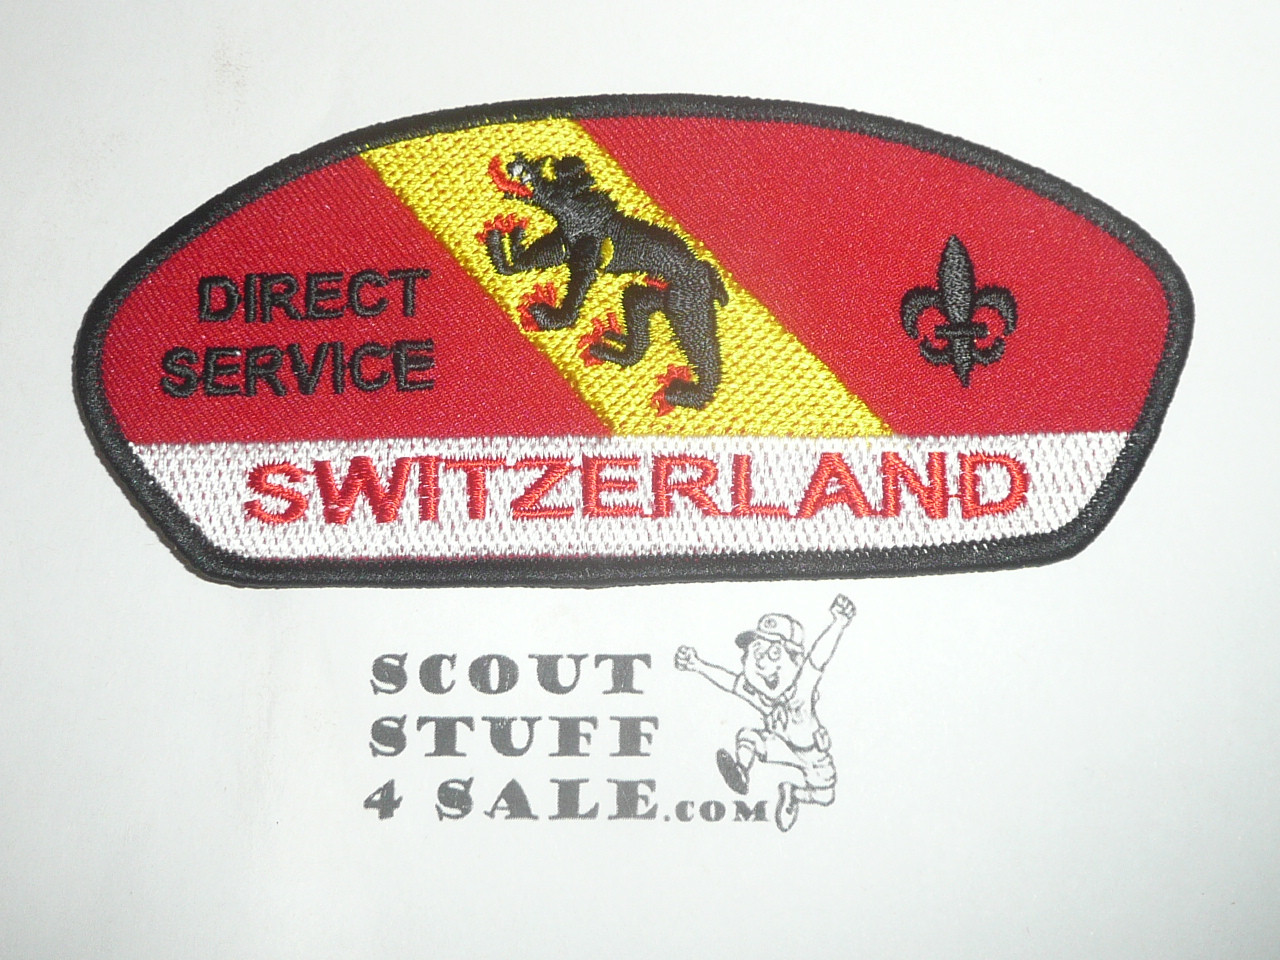 DIRECT
SERVICE
SWITZERLAND
SCOUT
STUFF
4 SALE.COM